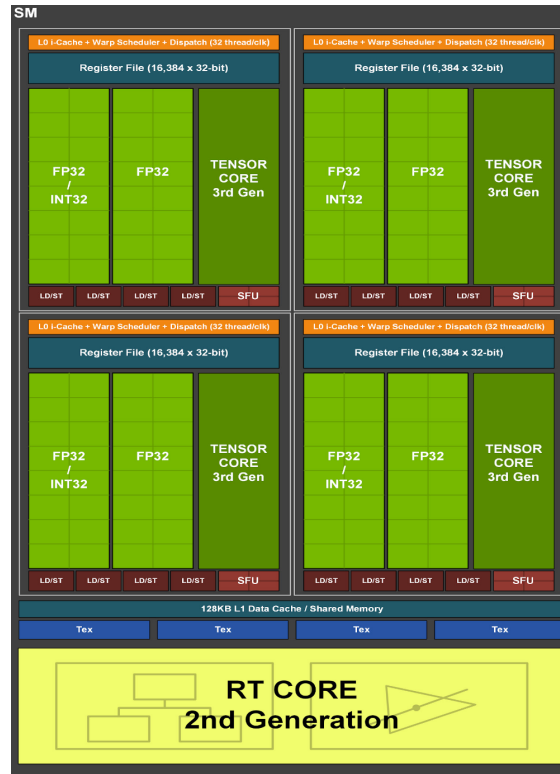 SM
L0 i-Cache + Warp Scheduler + Dispatch (32 thread/clk)
Register File (16,384 x 32-bit)
FP32
/
INT32
FP32
TENSOR
CORE
3rd Gen
LD/ST
LD/ST
LD/ST
LD/ST
SFU
L0 i-Cache + Warp Scheduler + Dispatch (32 thread/clk)
Register File (16,384 x 32-bit)
FP32
/
INT32
FP32
TENSOR
CORE
3rd Gen
LD/ST
LD/ST
LD/ST
LD/ST
SFU
L0 i-Cache + Warp Scheduler + Dispatch (32 thread/clk)
Register File (16,384 x 32-bit)
FP32
/
INT32
FP32
TENSOR
CORE
3rd Gen
LD/ST
LD/ST
LD/ST
LD/ST
SFU
L0 i-Cache + Warp Scheduler + Dispatch (32 thread/clk)
Register File (16,384 x 32-bit)
FP32
/
INT32
FP32
TENSOR
CORE
3rd Gen
LD/ST
LD/ST
LD/ST
LD/ST
SFU
128KB L1 Data Cache / Shared Memory
Tex
Tex
Tex
Tex
RT CORE
2nd Generation